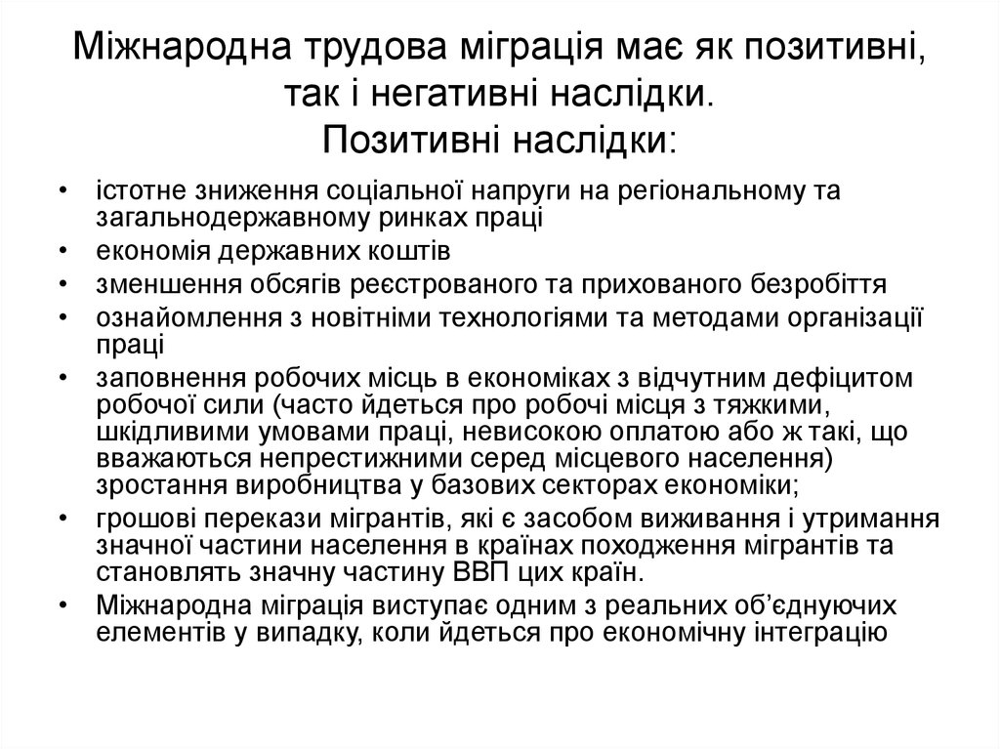 Міжнародна трудова міграція має як позитивні,
так і негативні наслідки.
Позитивні наслідки:
• істотне зниження соціальної напруги на регіональному та
загальнодержавному ринках праці
• економія державних коштів
• зменшення обсягів реєстрованого та прихованого безробіття
• ознайомлення з новітніми технологіями та методами організації
праці
• заповнення робочих місць в економіках з відчутним дефіцитом
робочої сили (часто йдеться про робочі місця з тяжкими,
шкідливими умовами праці, невисокою оплатою або ж такі, що
вважаються непрестижними серед місцевого населення)
зростання виробництва у базових секторах економіки;
• грошові перекази мігрантів, які є засобом виживання і утримання
значної частини населення в країнах походження мігрантів та
становлять значну частину ВВП цих країн.
• Міжнародна міграція виступає одним з реальних об’єднуючих
елементів у випадку, коли йдеться про економічну інтеграцію